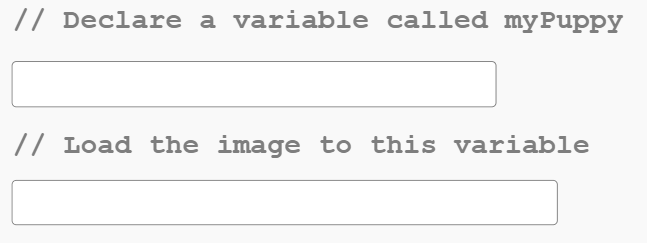 // Declare a variable called myPuppy
// Load the image to this variable